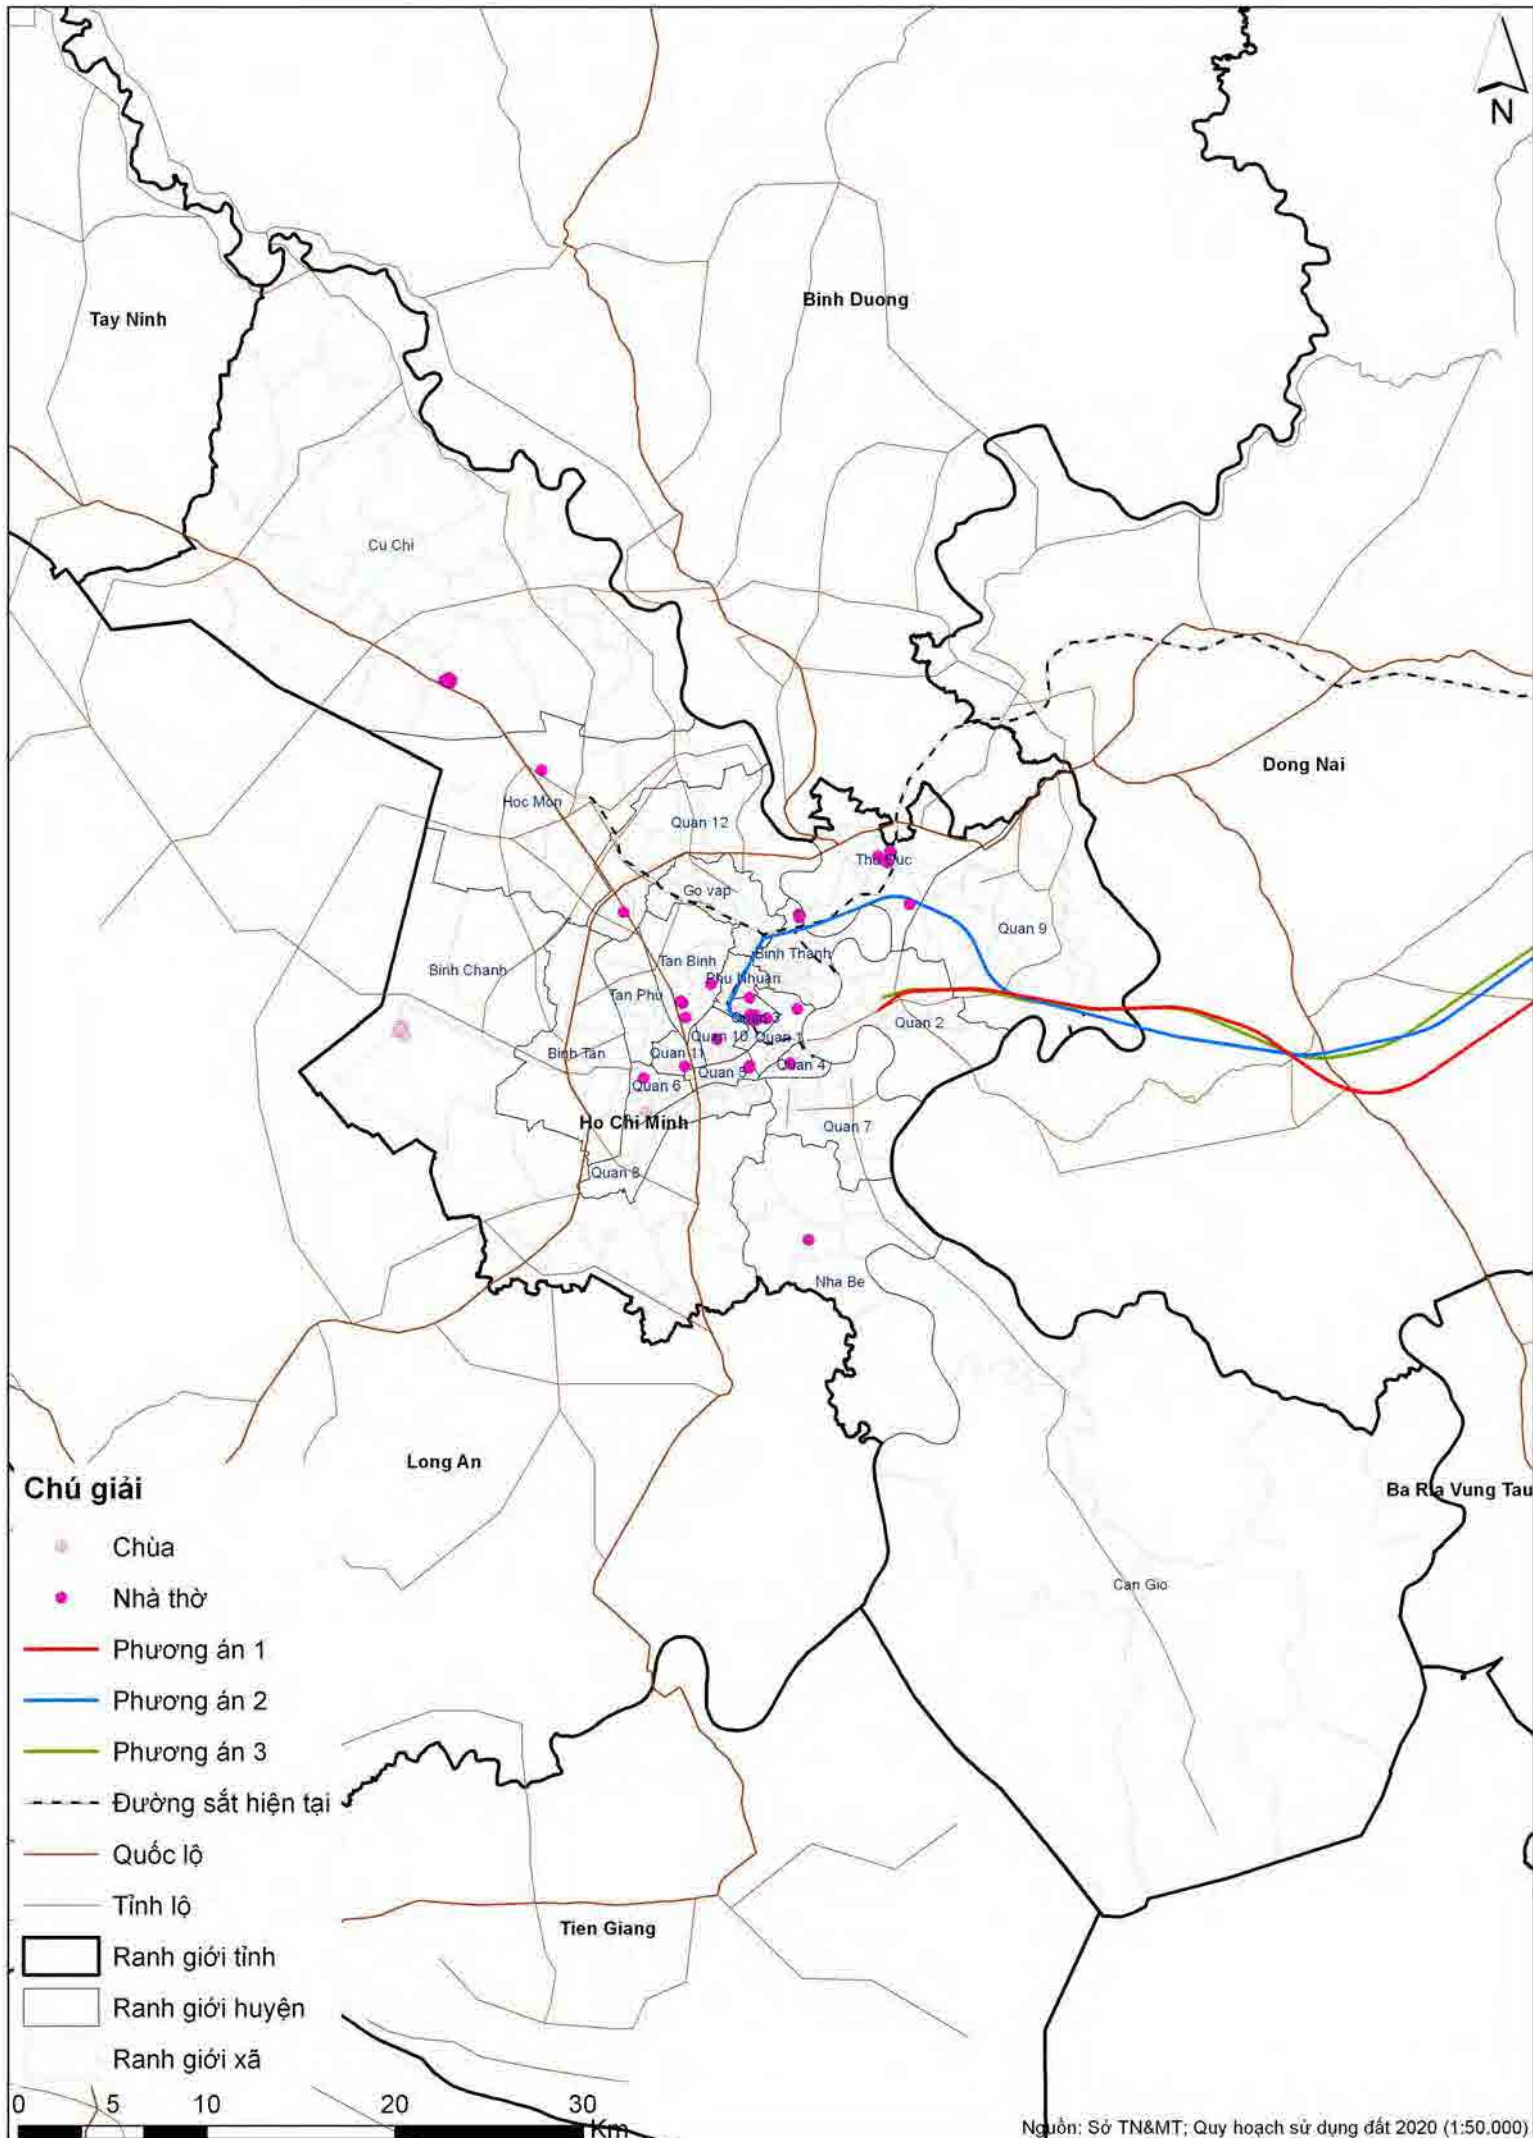 N
Binh Duong
Tay Ninh
Cu Chi
Dong Nai
Hoc Mon
Quan 12
Thu Duc
Go vap
Quan 9
Binh Thanh
Tan Binh
Binh Chanh
Phu Nhuan
Tan Phu
Quan 3
Quan 2
Quan 10
Quan 1
Binh Tan
Quan 11
Quan 5
Quan 4
Quan 6
Ho Chi Minh
Quan 7
Quan 8
Nha Be
Long An
Ba Ria Vung Tau
Can Gio
Tien Giang
Chú giải
Chùa
Nhà thờ
Phương án 1
Phương án 2
Phương án 3
Đường sắt hiện tại
Quốc lộ
Tỉnh lộ
Ranh giới tỉnh
Ranh giới huyện
Ranh giới xã
0 5 10 20 30
Km
Nguồn: Sở TN&MT; Quy hoạch sử dụng đất 2020 (1:50.000)